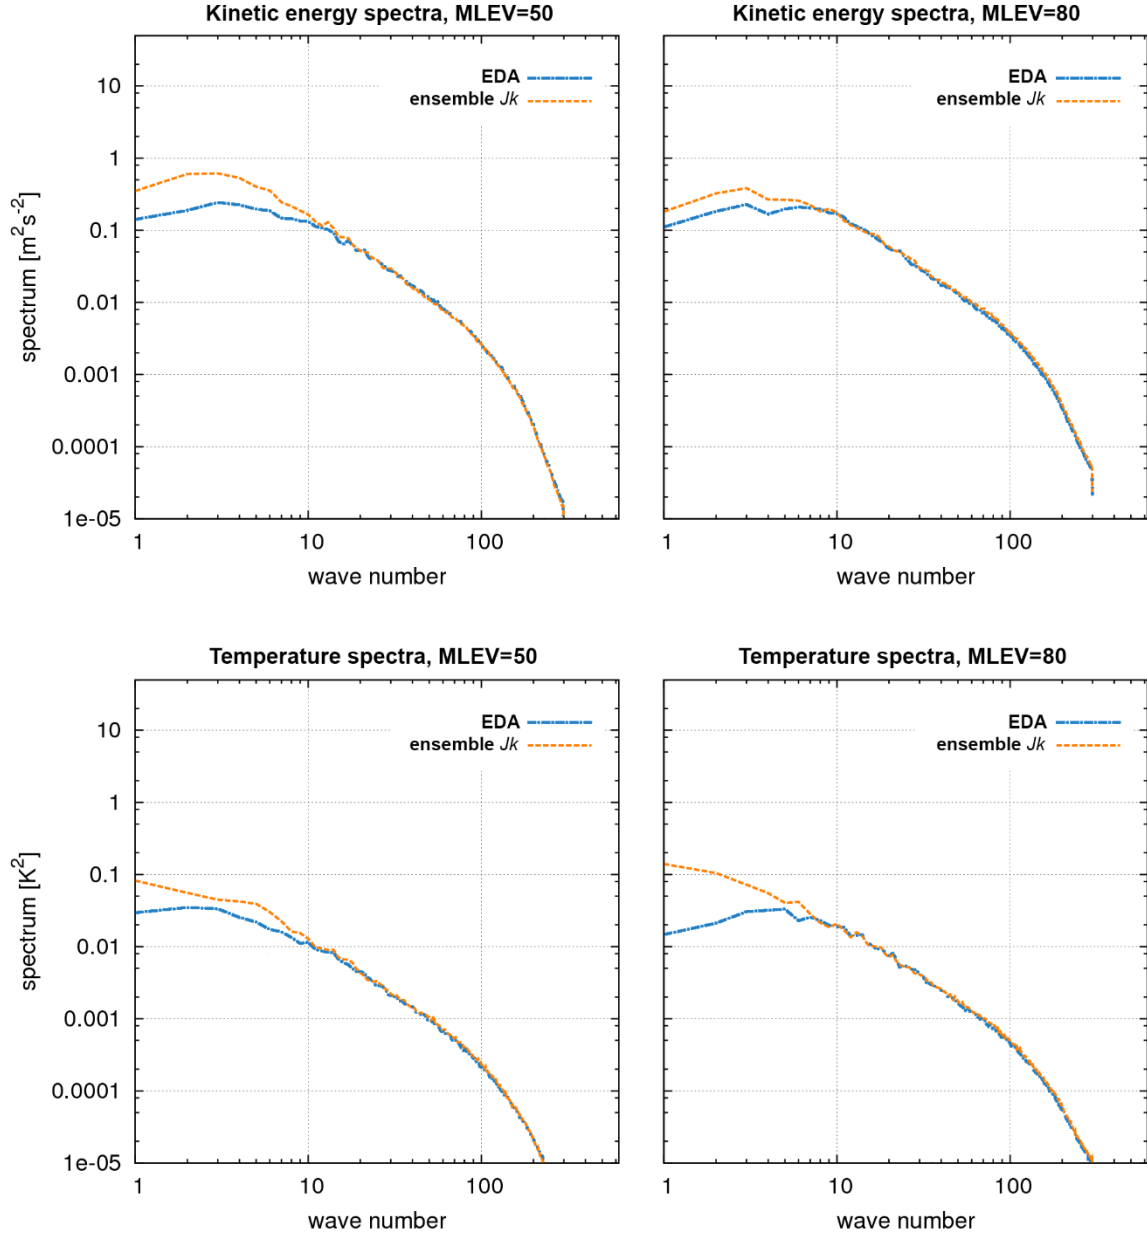 Kinetic energy spectra, MLEV=50
EDA
ensemble Jk
10
1
0.1
0.01
0.001
0.0001
1e-05
spectrum [m²s⁻²]
1
10
100
wave number
Kinetic energy spectra, MLEV=80
EDA
ensemble Jk
1
10
100
wave number
Temperature spectra, MLEV=50
EDA
ensemble Jk
10
1
0.1
0.01
0.001
0.0001
1e-05
spectrum [K²]
1
10
100
wave number
Temperature spectra, MLEV=80
EDA
ensemble Jk
1
10
100
wave number